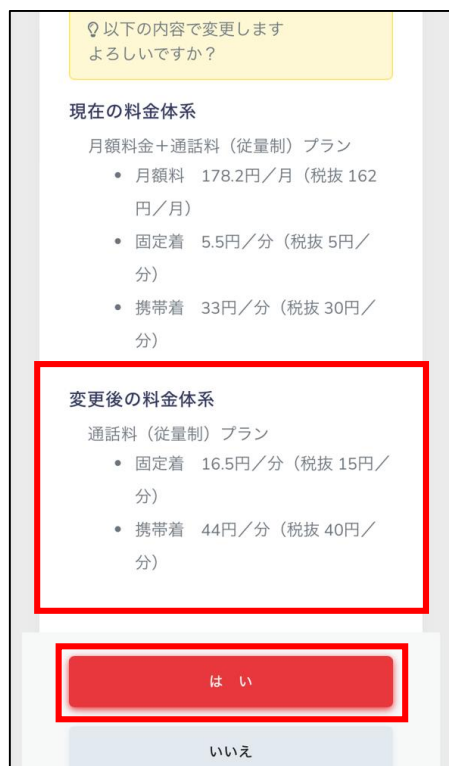 以下の内容で変更します
よろしいですか？
現在の料金体系
月額料金＋通話料（従量制）プラン
• 月額料　178.2円／月（税抜 162
円／月）
• 固定着　5.5円／分（税抜 5円／
分）
• 携帯着　33円／分（税抜 30円／
分）
変更後の料金体系
通話料（従量制）プラン
• 固定着　16.5円／分（税抜 15円／
分）
• 携帯着　44円／分（税抜 40円／
分）
は　い
いいえ